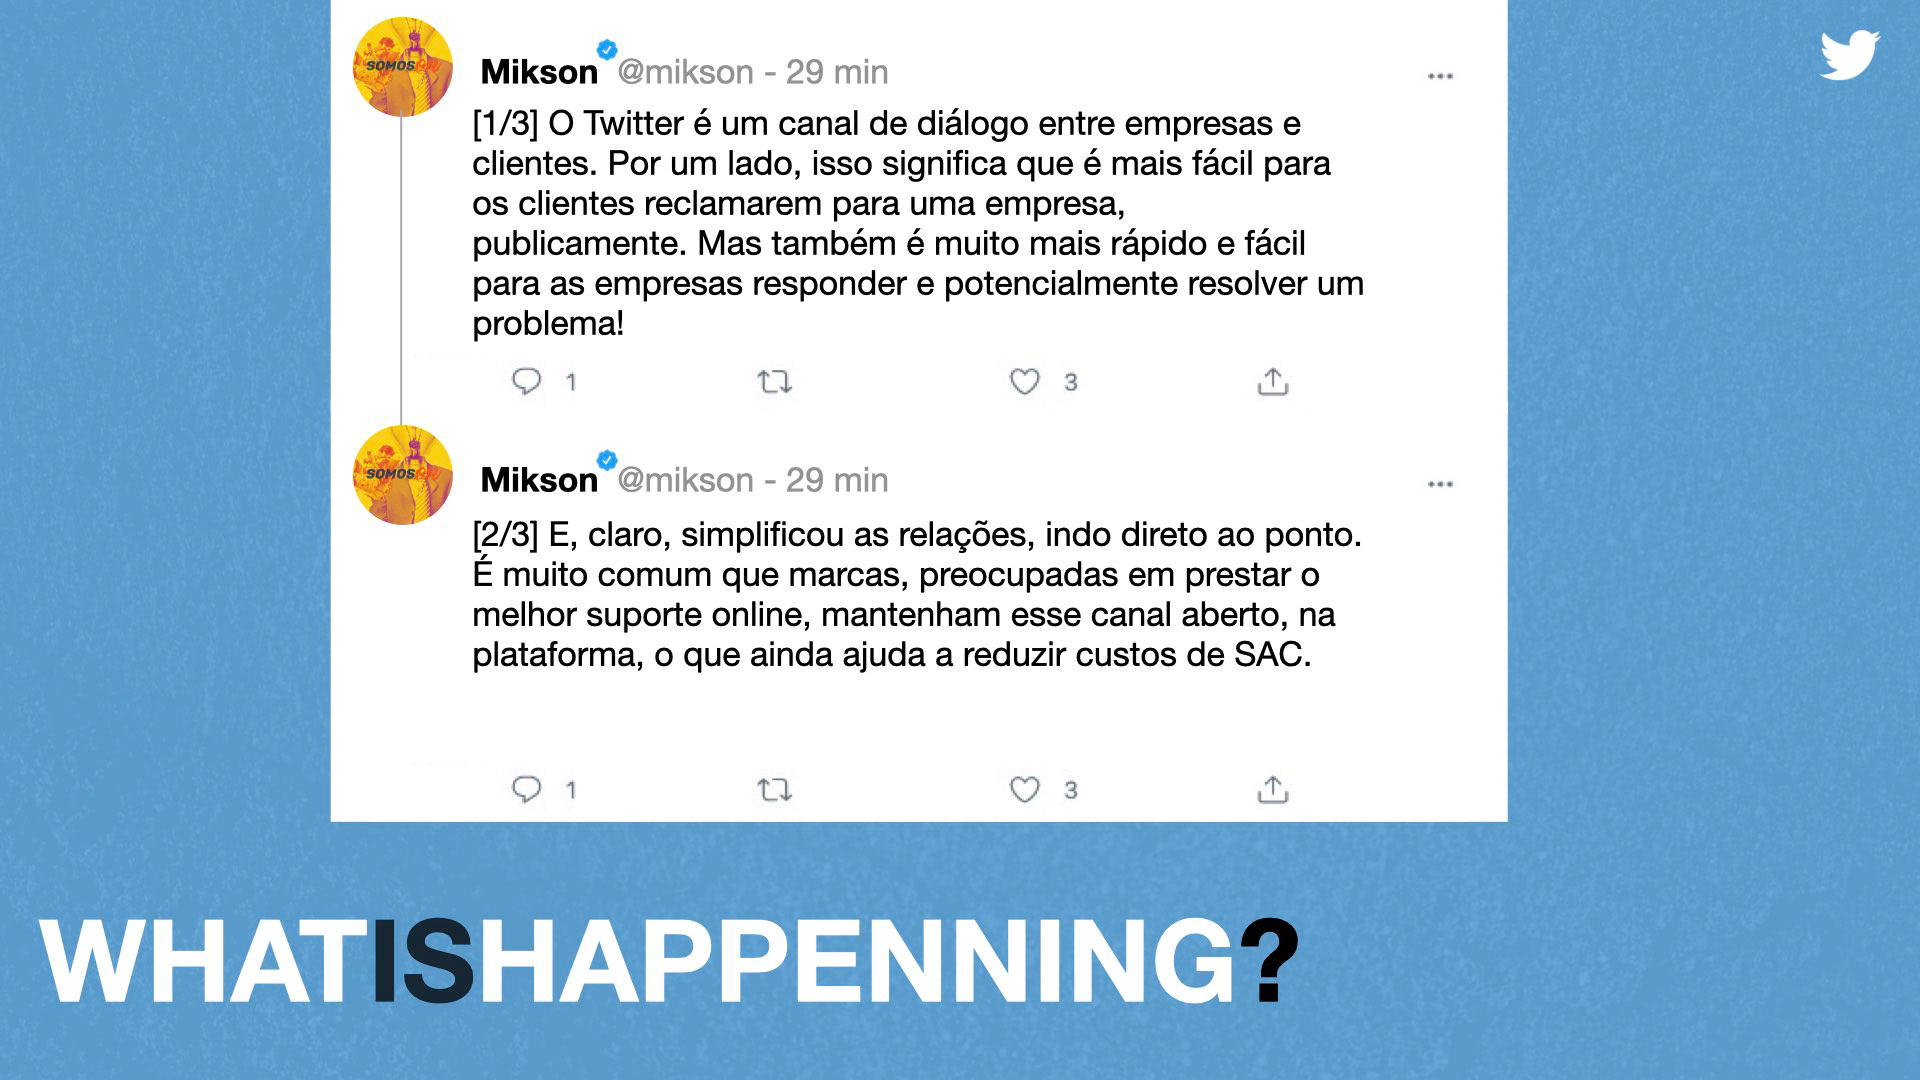 SOMOS
Mikson @mikson - 29 min
[1/3] O Twitter é um canal de diálogo entre empresas e
clientes. Por um lado, isso significa que é mais fácil para
os clientes reclamarem para uma empresa,
publicamente. Mas também é muito mais rápido e fácil
para as empresas responder e potencialmente resolver um
problema!
1 3
SOMOS
Mikson @mikson - 29 min
[2/3] E, claro, simplificou as relações, indo direto ao ponto.
É muito comum que marcas, preocupadas em prestar o
melhor suporte online, mantenham esse canal aberto, na
plataforma, o que ainda ajuda a reduzir custos de SAC.
1 3
WHATISHAPPENNING?